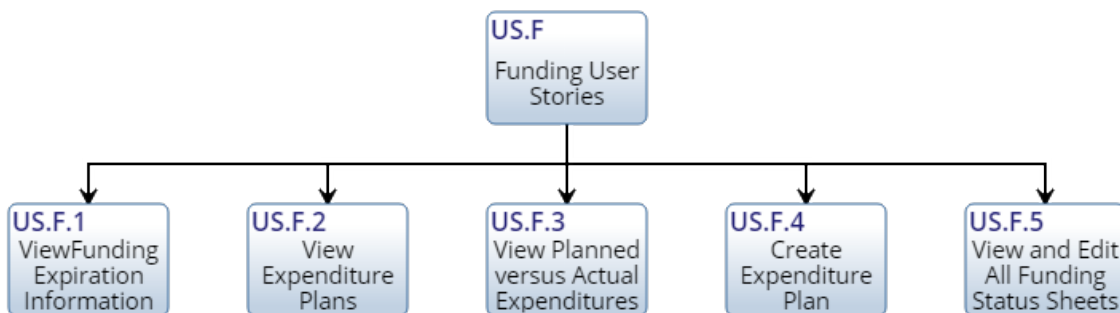 US.F
Funding User
Stories
US.F.1
ViewFunding
Expiration
Information
US.F.2
View
Expenditure
Plans
US.F.3
View Planned
versus Actual
Expenditures
US.F.4
Create
Expenditure
Plan
US.F.5
View and Edit
All Funding
Status Sheets